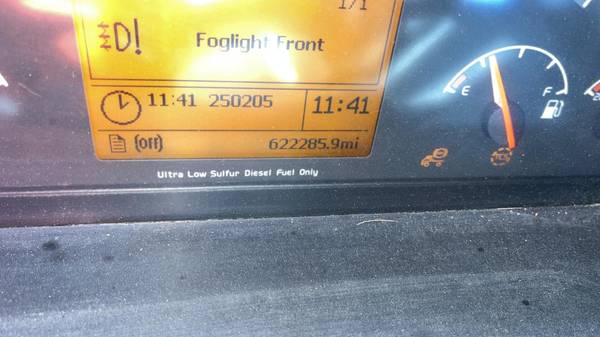 1/1
D!
Foglight Front
11:41 250205
11:41
(off)
622285.9mi
Ultra Low Sulfur Diesel Fuel Only
E
F